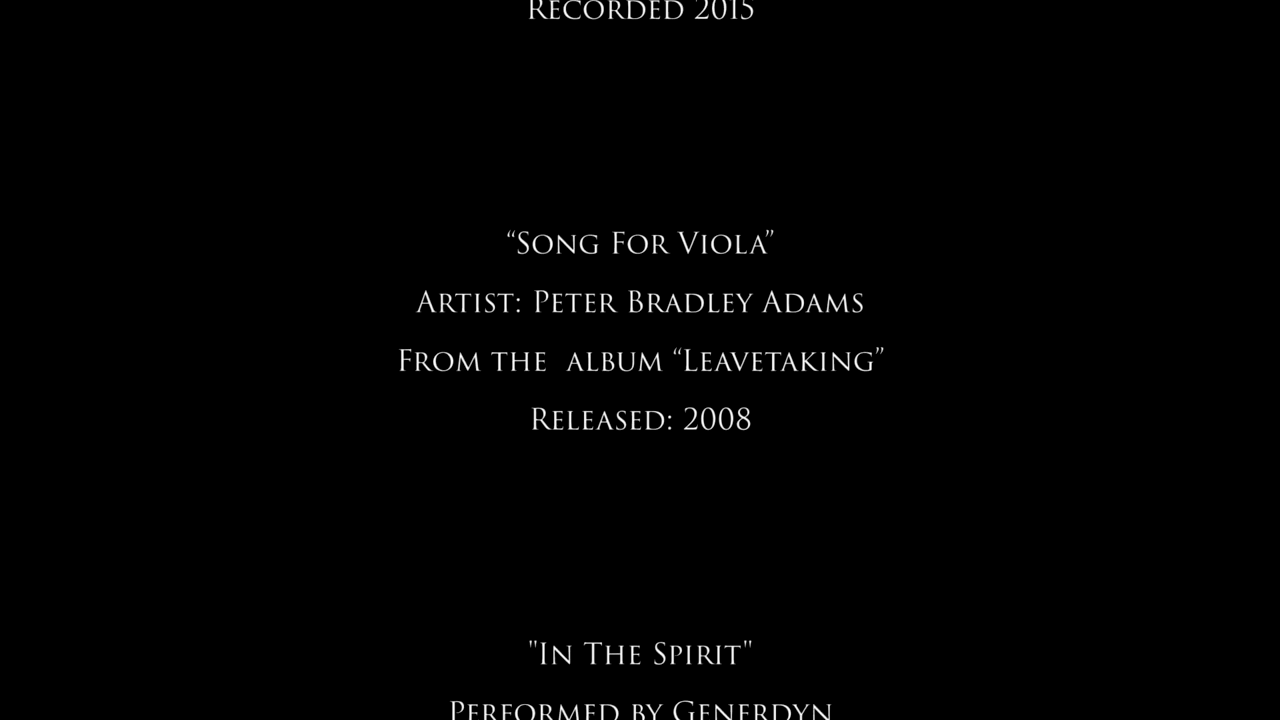 Recorded 2015
“Song For Viola”
Artist: Peter Bradley Adams
From the  album “Leavetaking”
Released: 2008
"In The Spirit"
Performed by Generdyn